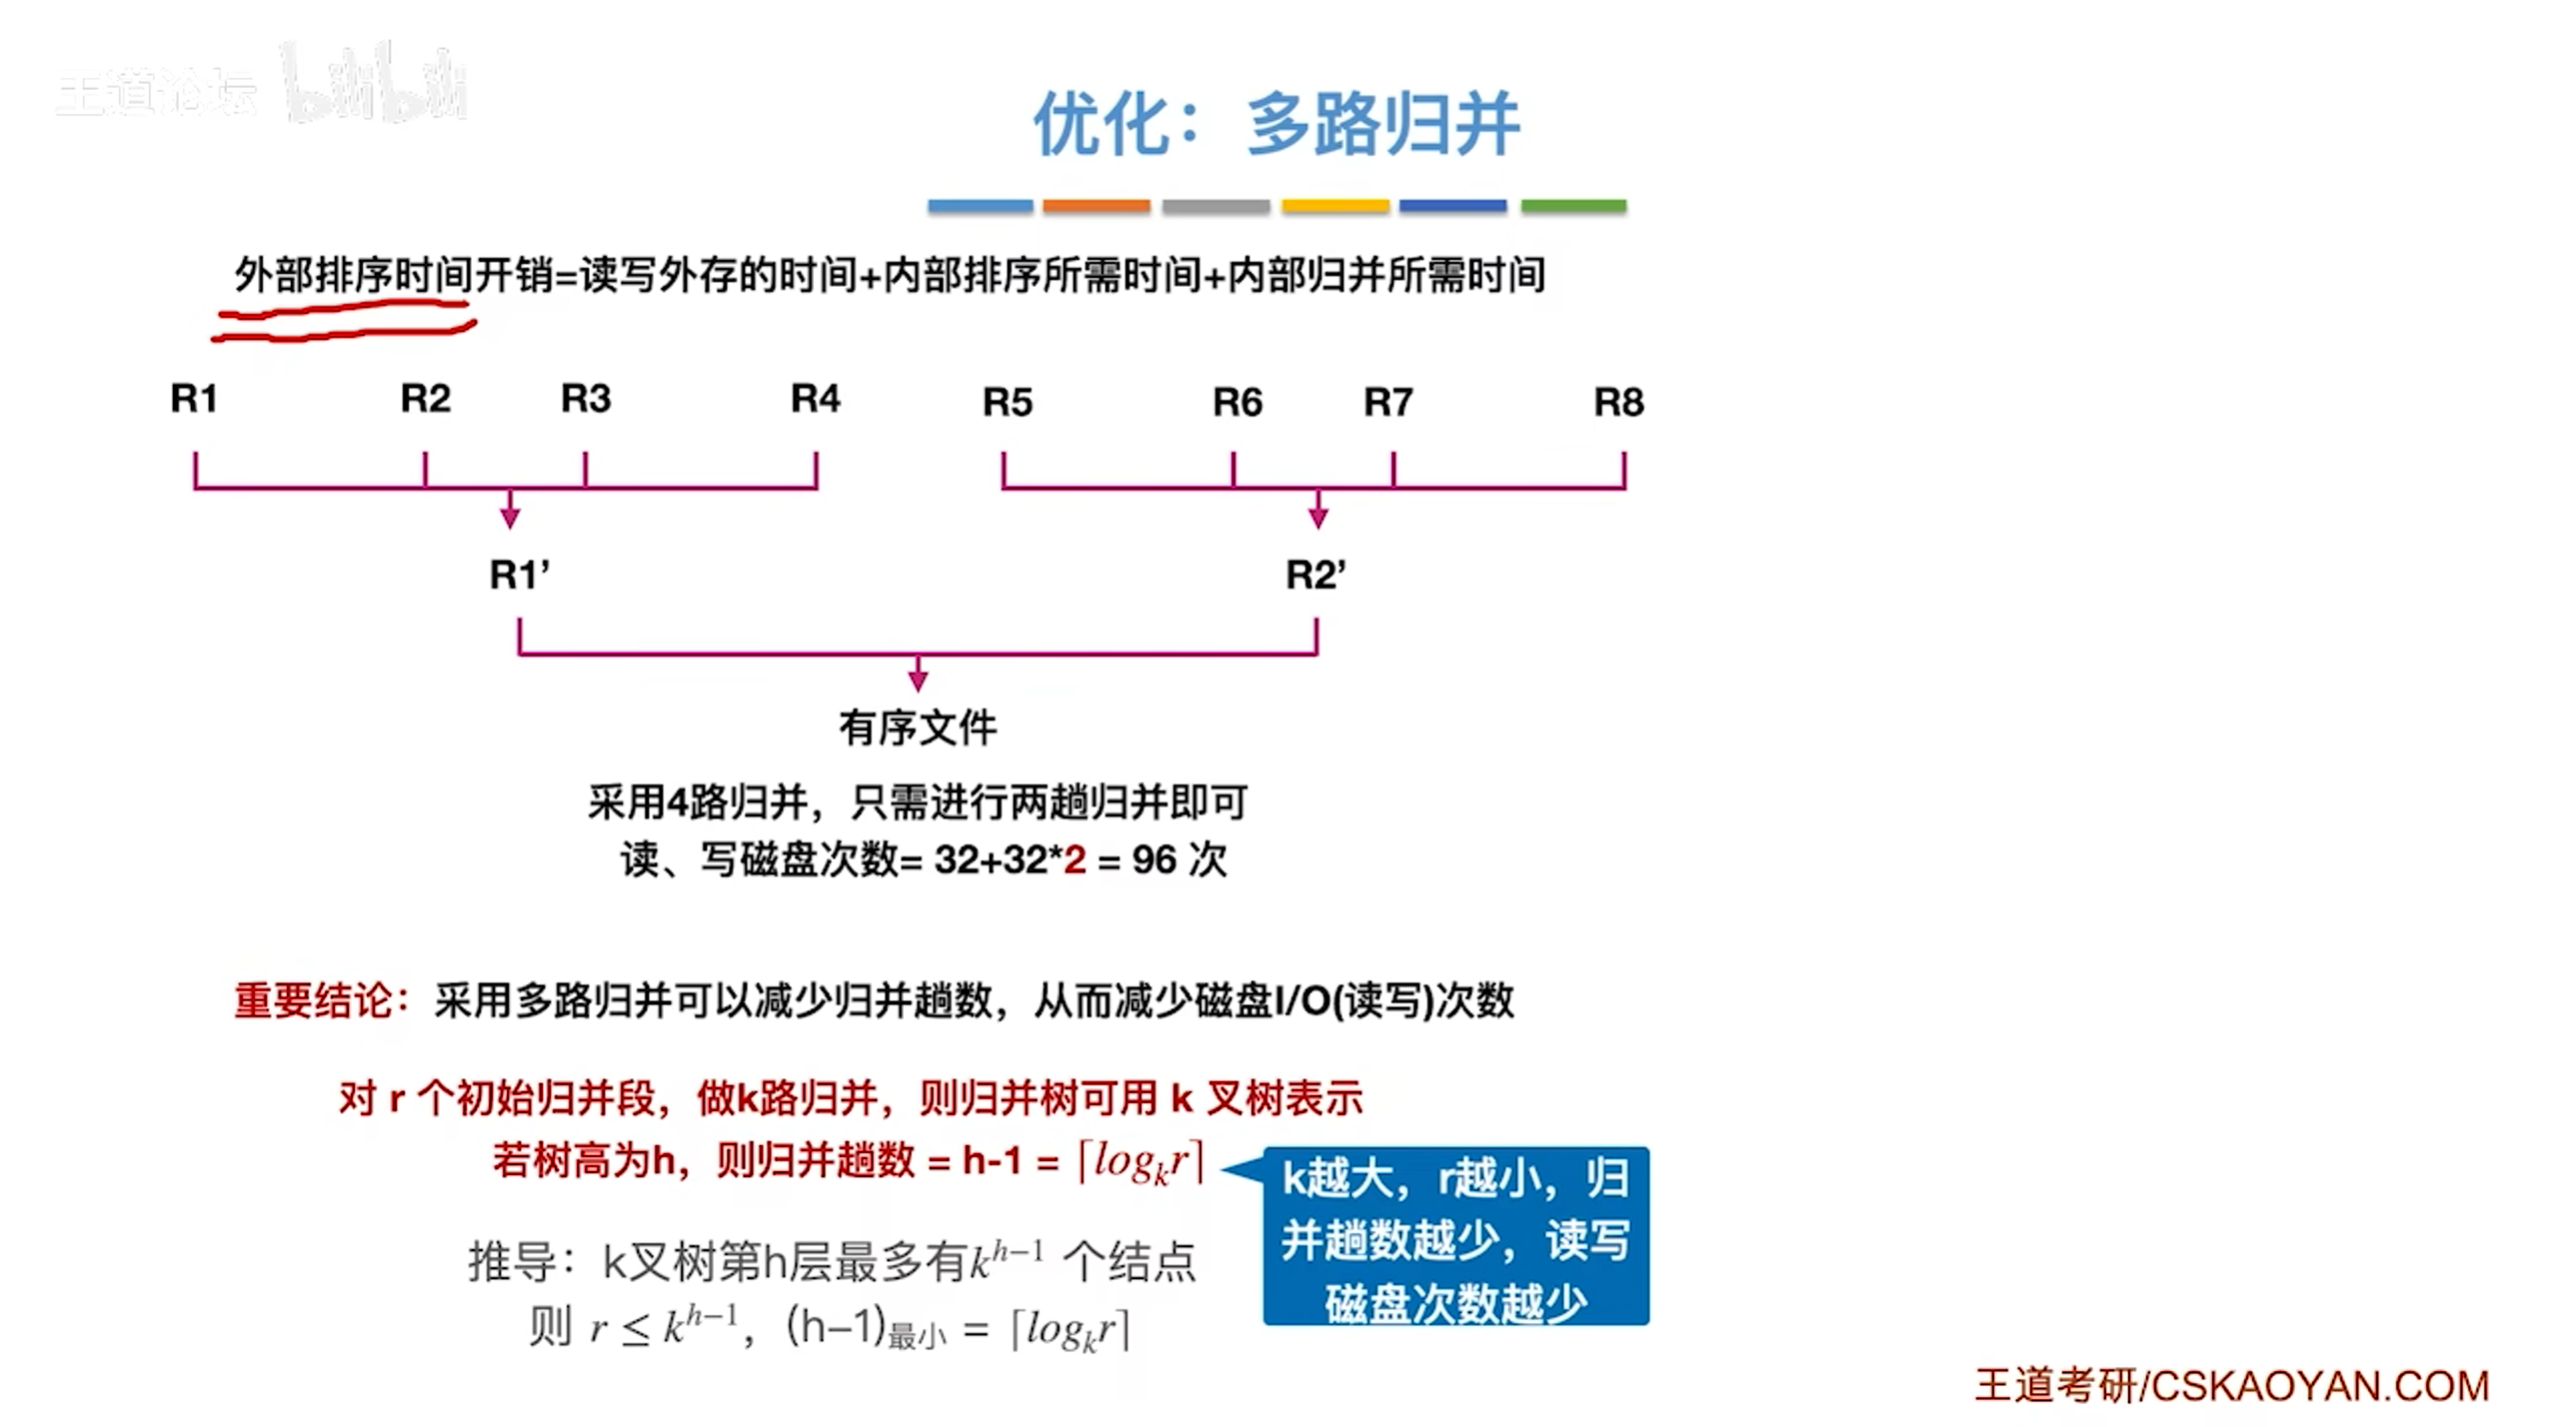 王道论坛 bilibili
优化：多路归并
外部排序时间开销=读写外存的时间+内部排序所需时间+内部归并所需时间
R1 R2 R3 R4 R5 R6 R7 R8
R1’ R2’
有序文件
采用4路归并，只需进行两趟归并即可
读、写磁盘次数= 32+32*2 = 96 次
重要结论：采用多路归并可以减少归并趟数，从而减少磁盘I/O(读写)次数
对 r 个初始归并段，做k路归并，则归并树可用 k 叉树表示
若树高为h，则归并趟数 = h-1 = ⌈logₖr⌉
k越大，r越小，归
并趟数越少，读写
磁盘次数越少
推导：k叉树第h层最多有kʰ⁻¹ 个结点
则 r ≤ kʰ⁻¹，(h−1)最小 = ⌈logₖr⌉
王道考研/CSKAOYAN.COM